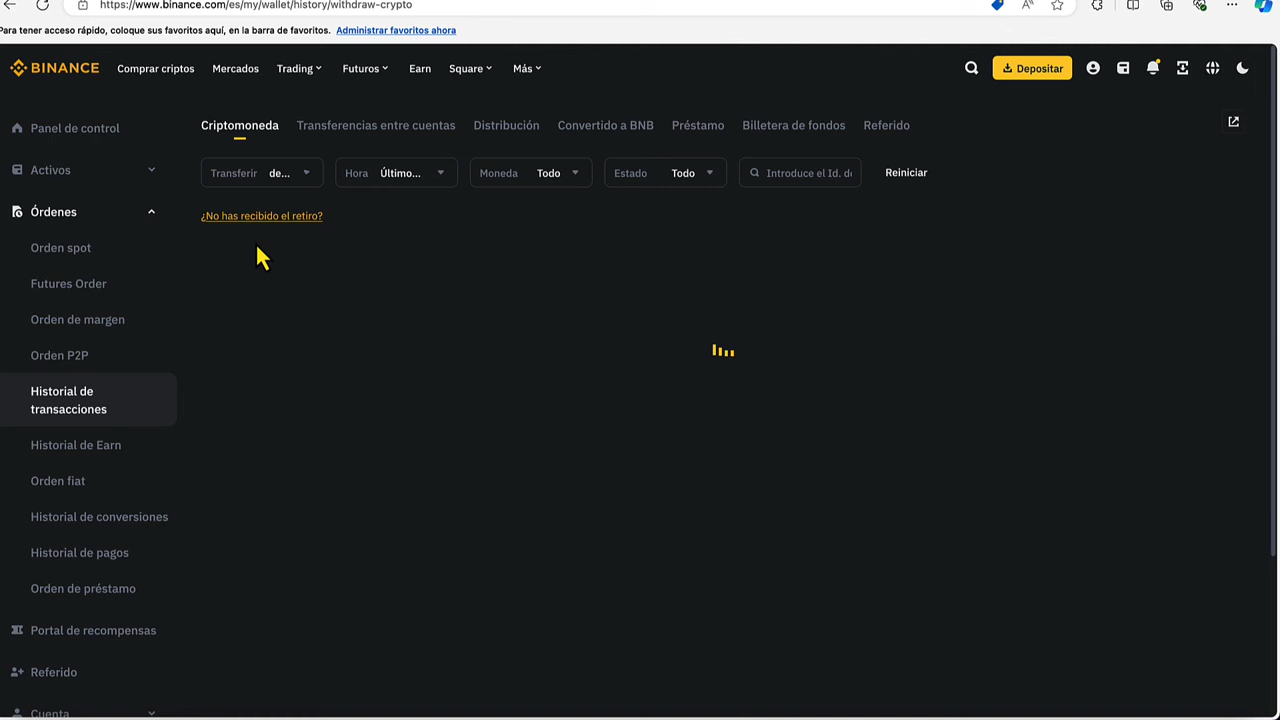 https://www.binance.com/es/my/wallet/history/withdraw-crypto
Para tener acceso rápido, coloque sus favoritos aquí, en la barra de favoritos. Administrar favoritos ahora
BINANCE Comprar criptos Mercados Trading Futuros Earn Square Más Depositar
Panel de control
Activos
Órdenes
Orden spot
Futures Order
Orden de margen
Orden P2P
Historial de
transacciones
Historial de Earn
Orden fiat
Historial de conversiones
Historial de pagos
Orden de préstamo
Portal de recompensas
Referido
Cuenta
Criptomoneda Transferencias entre cuentas Distribución Convertido a BNB Préstamo Billetera de fondos Referido
Transferir de... Hora Último... Moneda Todo Estado Todo Introduce el Id. de Reiniciar
¿No has recibido el retiro?